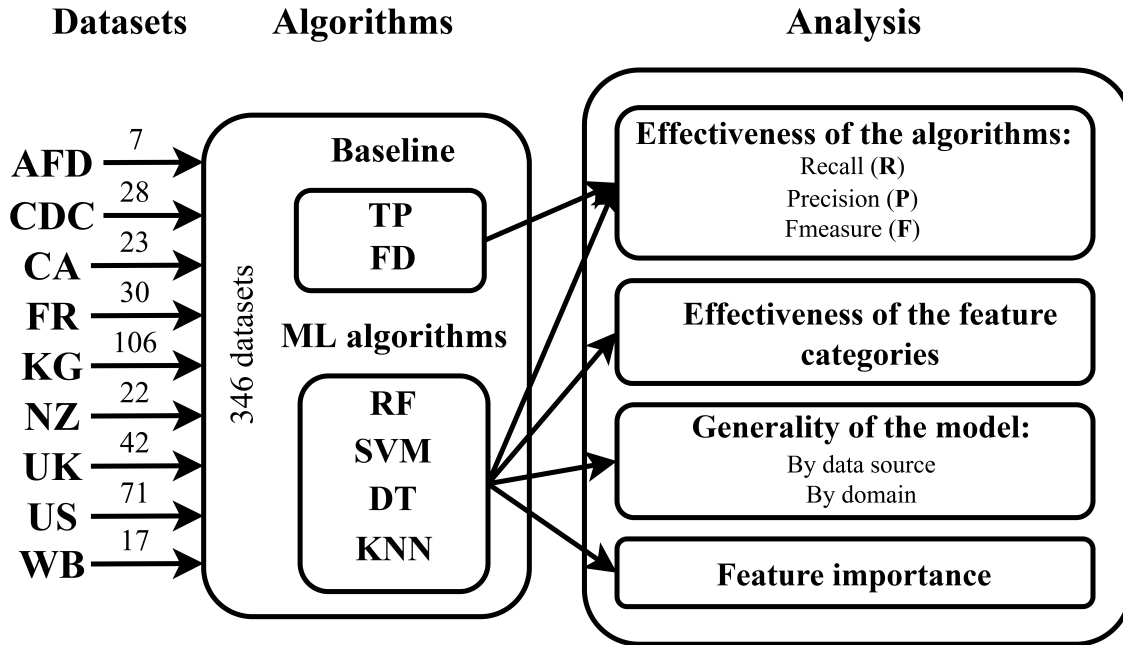 Datasets
Algorithms
Analysis
AFD
7
CDC
28
CA
23
FR
30
KG
106
NZ
22
UK
42
US
71
WB
17
346 datasets
Baseline
TP
FD
ML algorithms
RF
SVM
DT
KNN
Effectiveness of the algorithms:
Recall (R)
Precision (P)
Fmeasure (F)
Effectiveness of the feature
categories
Generality of the model:
By data source
By domain
Feature importance